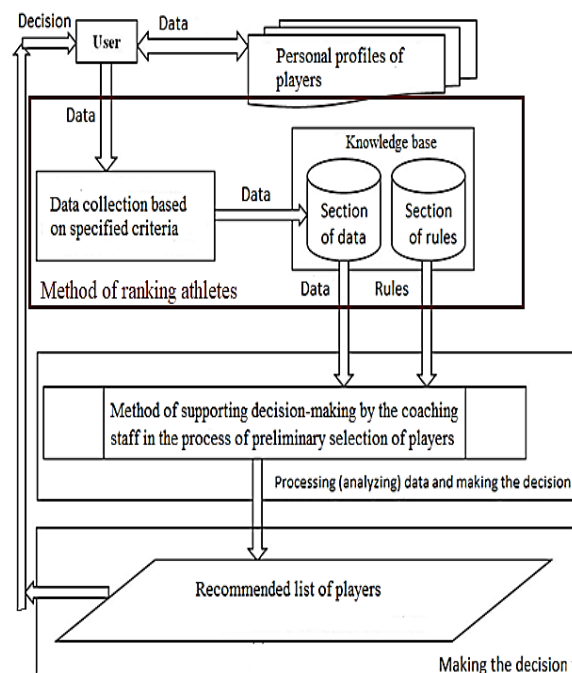 Decision
Data
User
Personal profiles of
players
Data
Knowledge base
Data collection based
on specified criteria
Data
Section
of data
Section
of rules
Method of ranking athletes
Data
Rules
Method of supporting decision-making by the coaching
staff in the process of preliminary selection of players
Processing (analyzing) data and making the decision
Recommended list of players
Making the decision